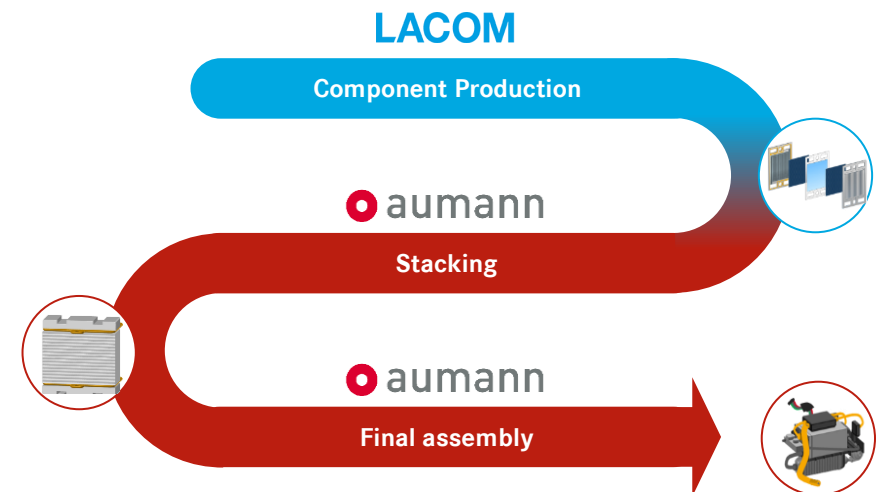 LACOM
Component Production
aumann
Stacking
aumann
Final assembly